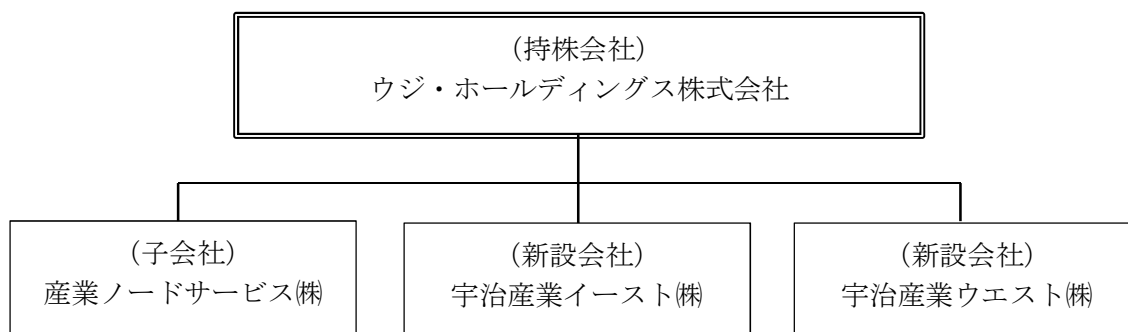 (持株会社)
ウジ・ホールディングス株式会社
(子会社)
産業ノードサービス㈱
(新設会社)
宇治産業イースト㈱
(新設会社)
宇治産業ウエスト㈱